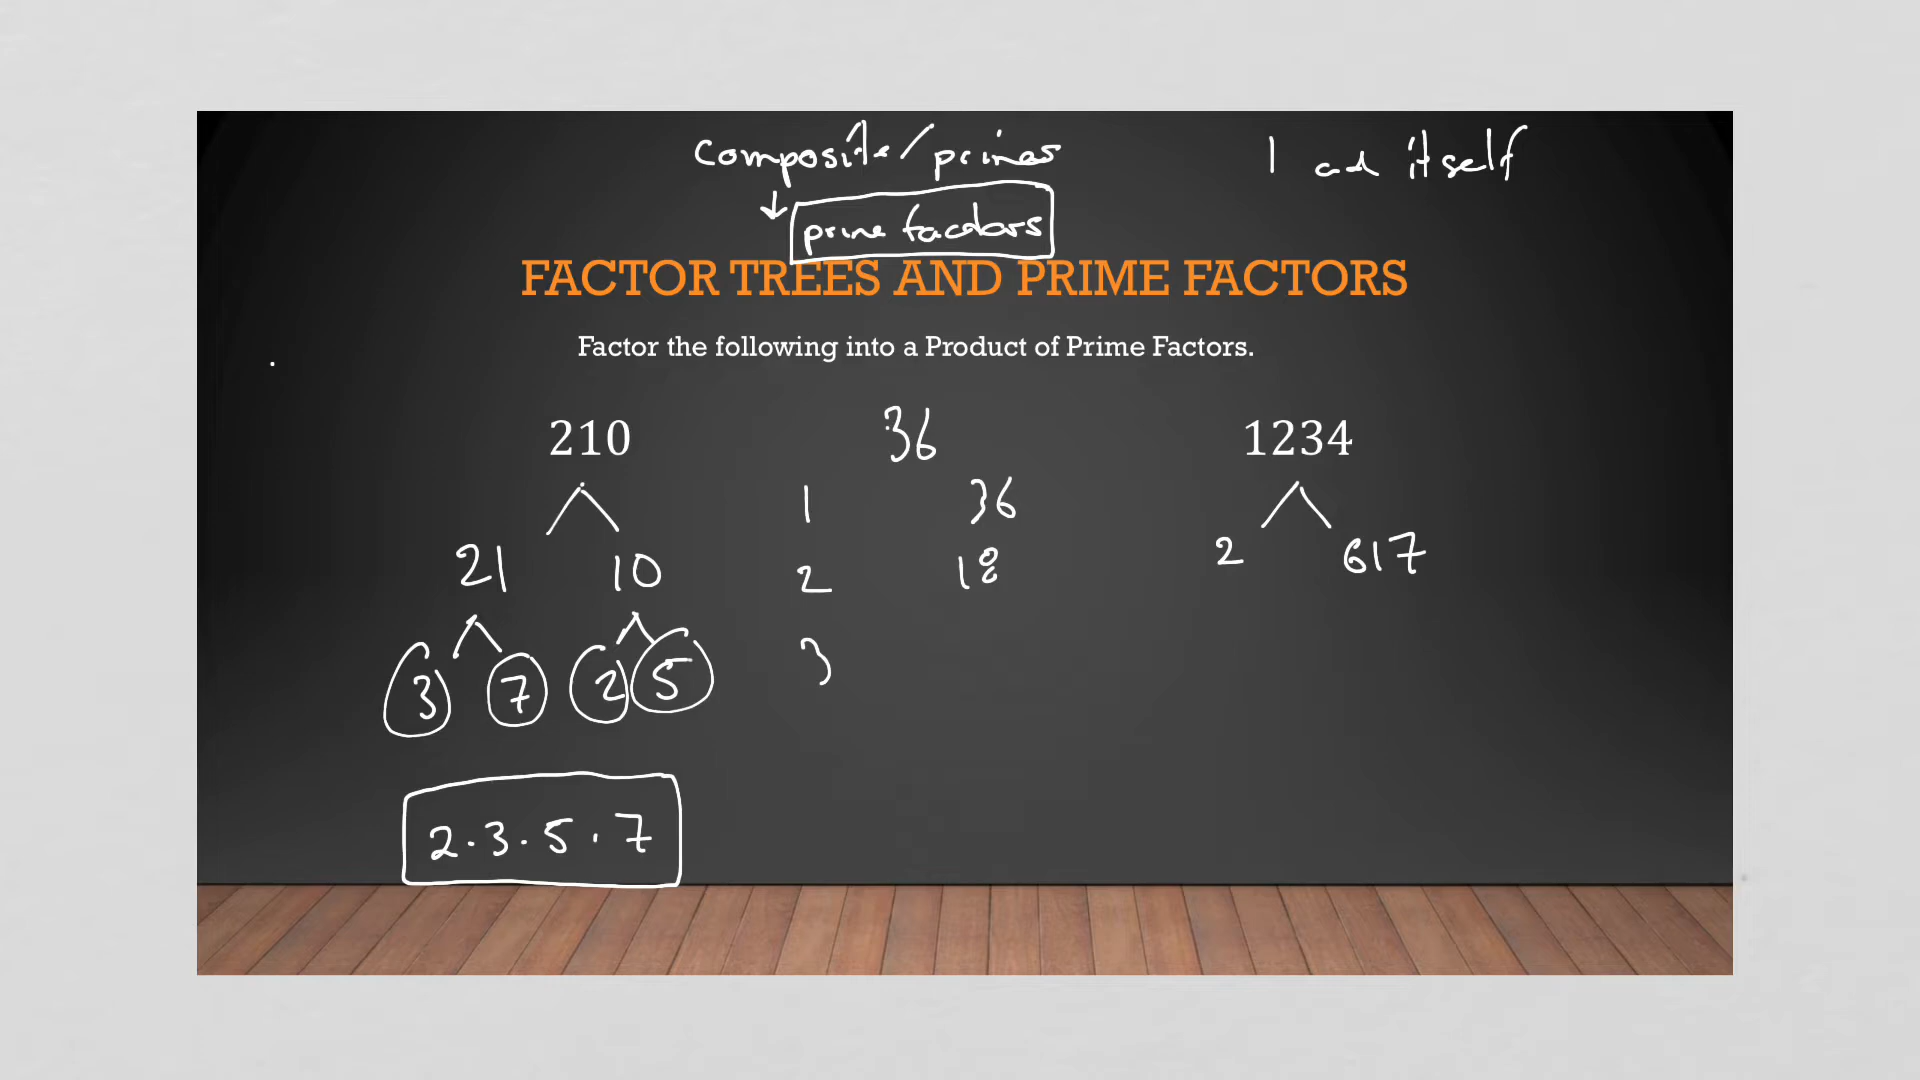 composite/primes
1 and itself
↓
prime factors
FACTOR TREES AND PRIME FACTORS
Factor the following into a Product of Prime Factors.
210
36
1234
1 36
21 10
2 18
2 617
3 7 2 5
3
2·3·5·7